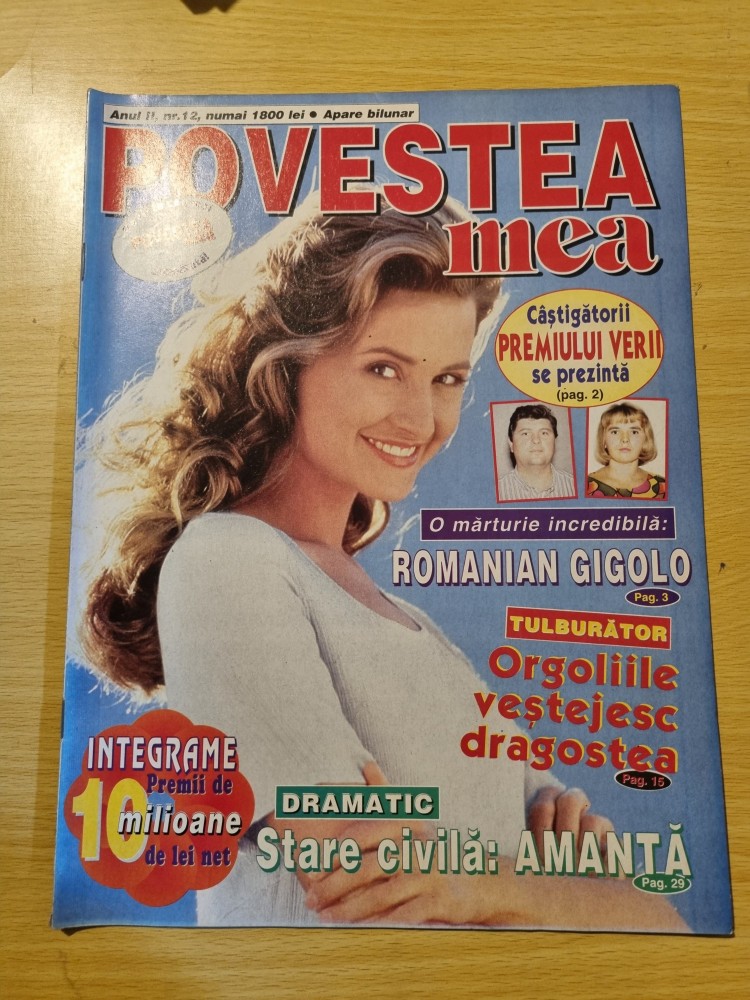 Anul II, nr.12, numai 1800 lei ● Apare bilunar
POVESTEA
mea
Câștigătorii
PREMIULUI VERII
se prezintă
(pag. 2)
O mărturie incredibilă:
ROMANIAN GIGOLO
Pag. 3
TULBURĂTOR
Orgoliile
veștejesc
dragostea
Pag. 15
INTEGRAME
Premii de
10 milioane
de lei net
DRAMATIC
Stare civilă: AMANTĂ
Pag. 29